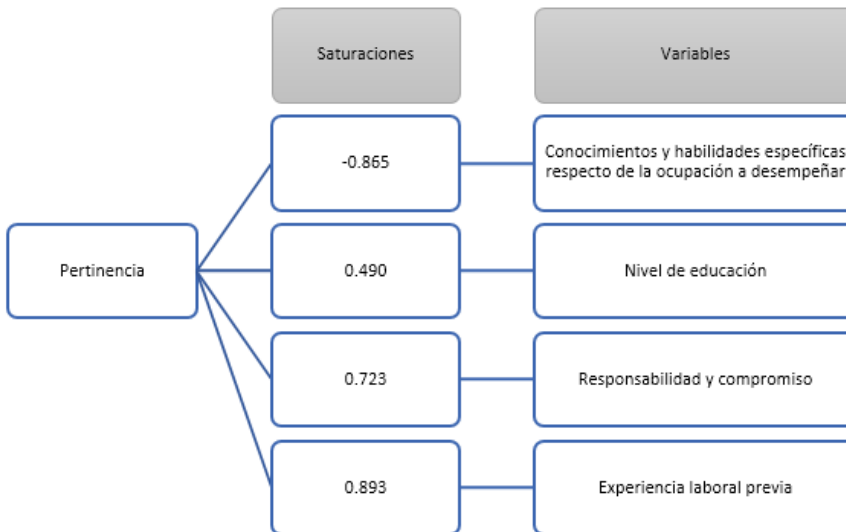 Saturaciones
Variables
-0.865
Conocimientos y habilidades específicas
respecto de la ocupación a desempeñar
Pertinencia
0.490
Nivel de educación
0.723
Responsabilidad y compromiso
0.893
Experiencia laboral previa